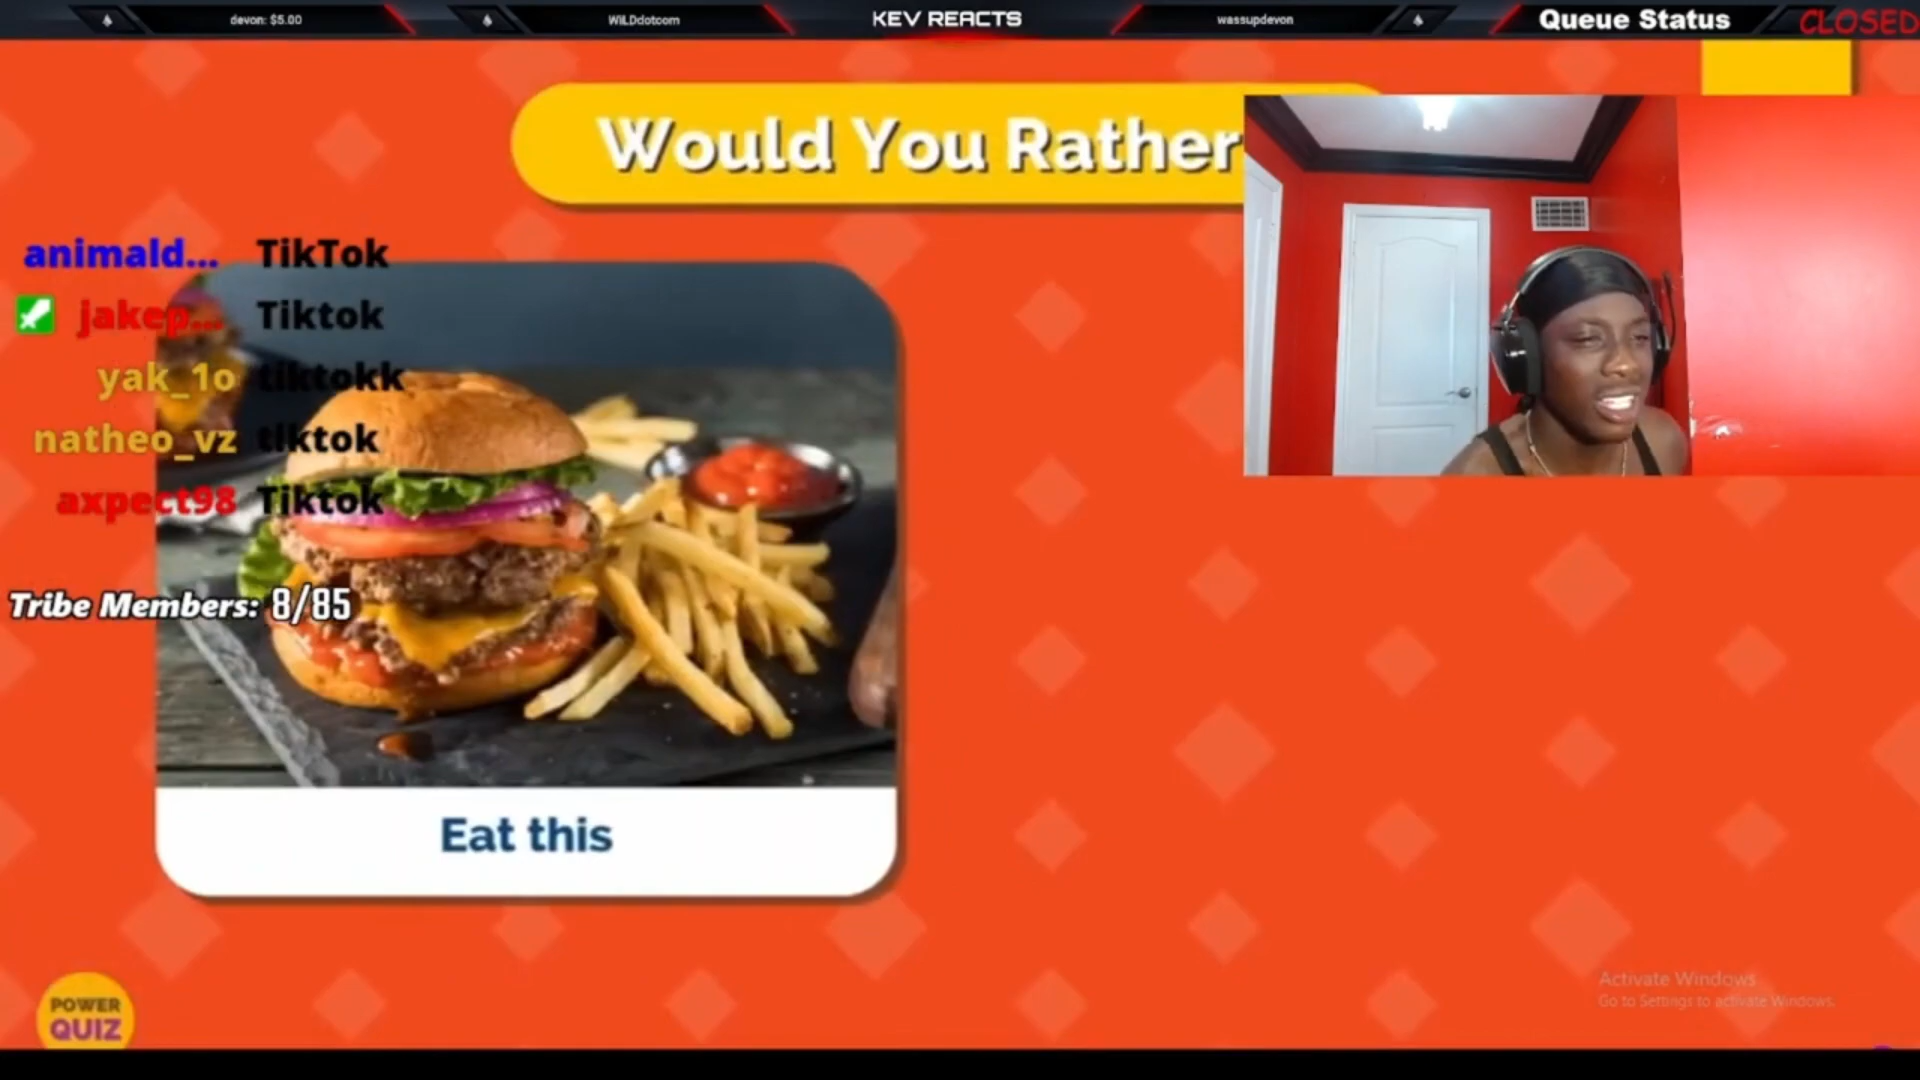 devon: $5.00
WiLDdotcom
KEV REACTS
wassupdevon
Queue Status
CLOSED
Would You Rather
animald... TikTok
jakep... Tiktok
yak_1o tiktokk
natheo_vz tiktok
axpect98 Tiktok
Tribe Members: 8/85
Eat this
POWER
QUIZ
Activate Windows
Go to Settings to activate Windows.